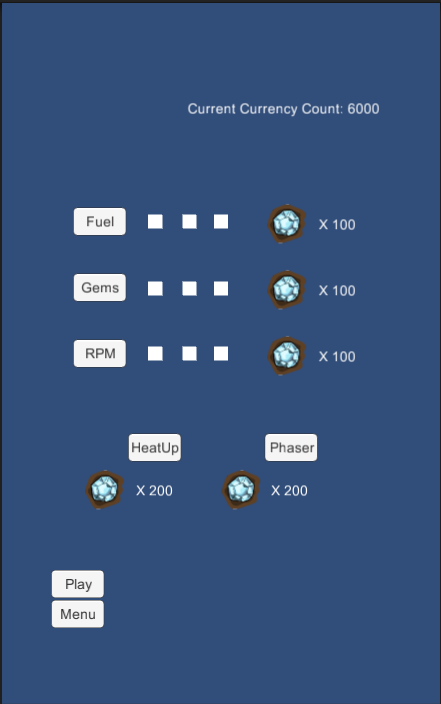 Current Currency Count: 6000
Fuel X 100
Gems X 100
RPM X 100
HeatUp Phaser
X 200 X 200
Play
Menu